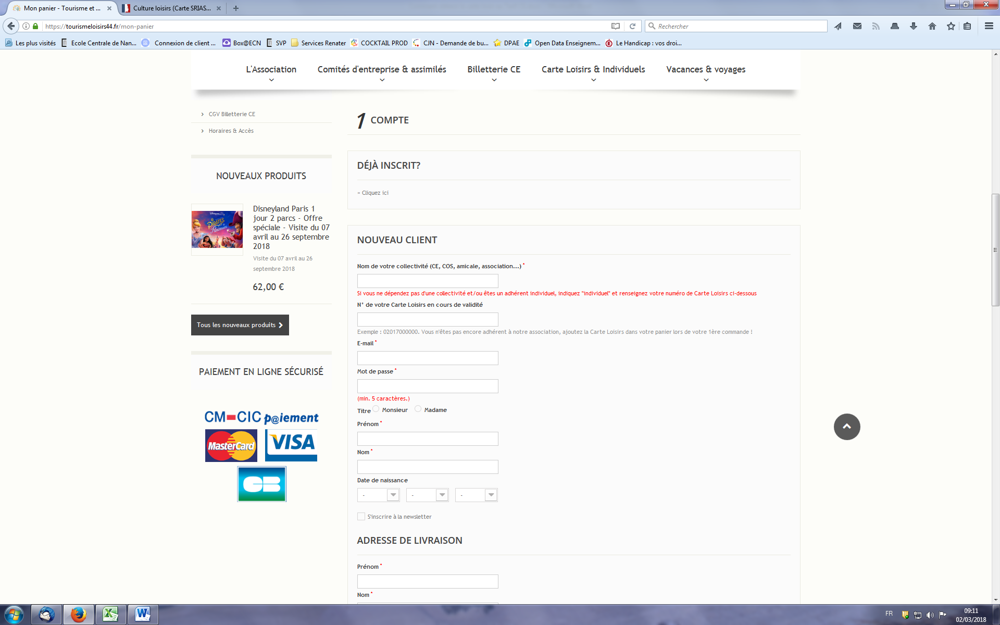 Mon panier - Tourisme et ...
Culture loisirs (Carte SRIAS...
https://tourismeloisirs44.fr/mon-panier
Rechercher
Les plus visités
Ecole Centrale de Nan...
Connexion de client ...
Box@ECN
SVP
Services Renater
COCKTAIL PROD
CJN - Demande de bu...
DPAE
Open Data Enseignem...
Le Handicap : vos droi...
L'Association
Comités d'entreprise & assimilés
Billetterie CE
Carte Loisirs & Individuels
Vacances & voyages
CGV Billetterie CE
Horaires & Accès
NOUVEAUX PRODUITS
PIRATES
Princesses
Disneyland Paris 1
jour 2 parcs - Offre
spéciale - Visite du 07
avril au 26 septembre
2018
Visite du 07 avril au 26
septembre 2018
62,00 €
Tous les nouveaux produits
PAIEMENT EN LIGNE SÉCURISÉ
CM-CIC p@iement
MasterCard
VISA
CB
1 COMPTE
DÉJÀ INSCRIT?
» Cliquez ici
NOUVEAU CLIENT
Nom de votre collectivité (CE, COS, amicale, association...) *
Si vous ne dépendez pas d'une collectivité et/ou êtes un adhérent individuel, indiquez "individuel" et renseignez votre numéro de Carte Loisirs ci-dessous
N° de votre Carte Loisirs en cours de validité
Exemple : 02017000000. Vous n'êtes pas encore adhérent à notre association, ajoutez la Carte Loisirs dans votre panier lors de votre 1ère commande !
E-mail *
Mot de passe *
(min. 5 caractères.)
Titre Monsieur Madame
Prénom *
Nom *
Date de naissance
- - -
S'inscrire à la newsletter
ADRESSE DE LIVRAISON
Prénom *
Nom *
FR
09:11
02/03/2018